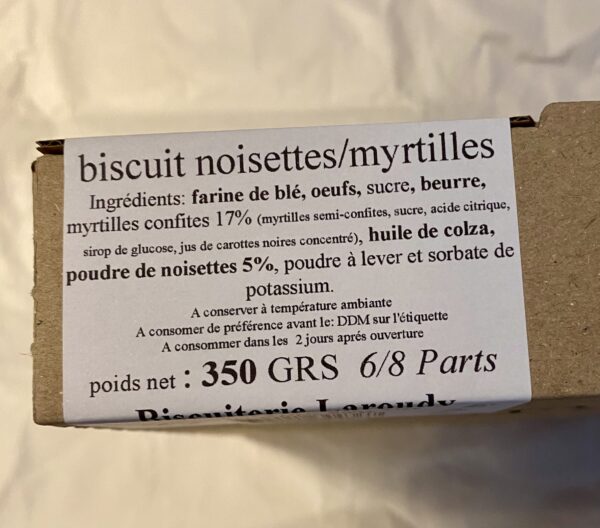 biscuit noisettes/myrtilles
Ingrédients: farine de blé, oeufs, sucre, beurre,
myrtilles confites 17% (myrtilles semi-confites, sucre, acide citrique,
sirop de glucose, jus de carottes noires concentré), huile de colza,
poudre de noisettes 5%, poudre à lever et sorbate de
potassium.
A conserver à température ambiante
A consomer de préférence avant le: DDM sur l'étiquette
A consommer dans les 2 jours aprés ouverture
poids net : 350 GRS 6/8 Parts
Biscuiterie